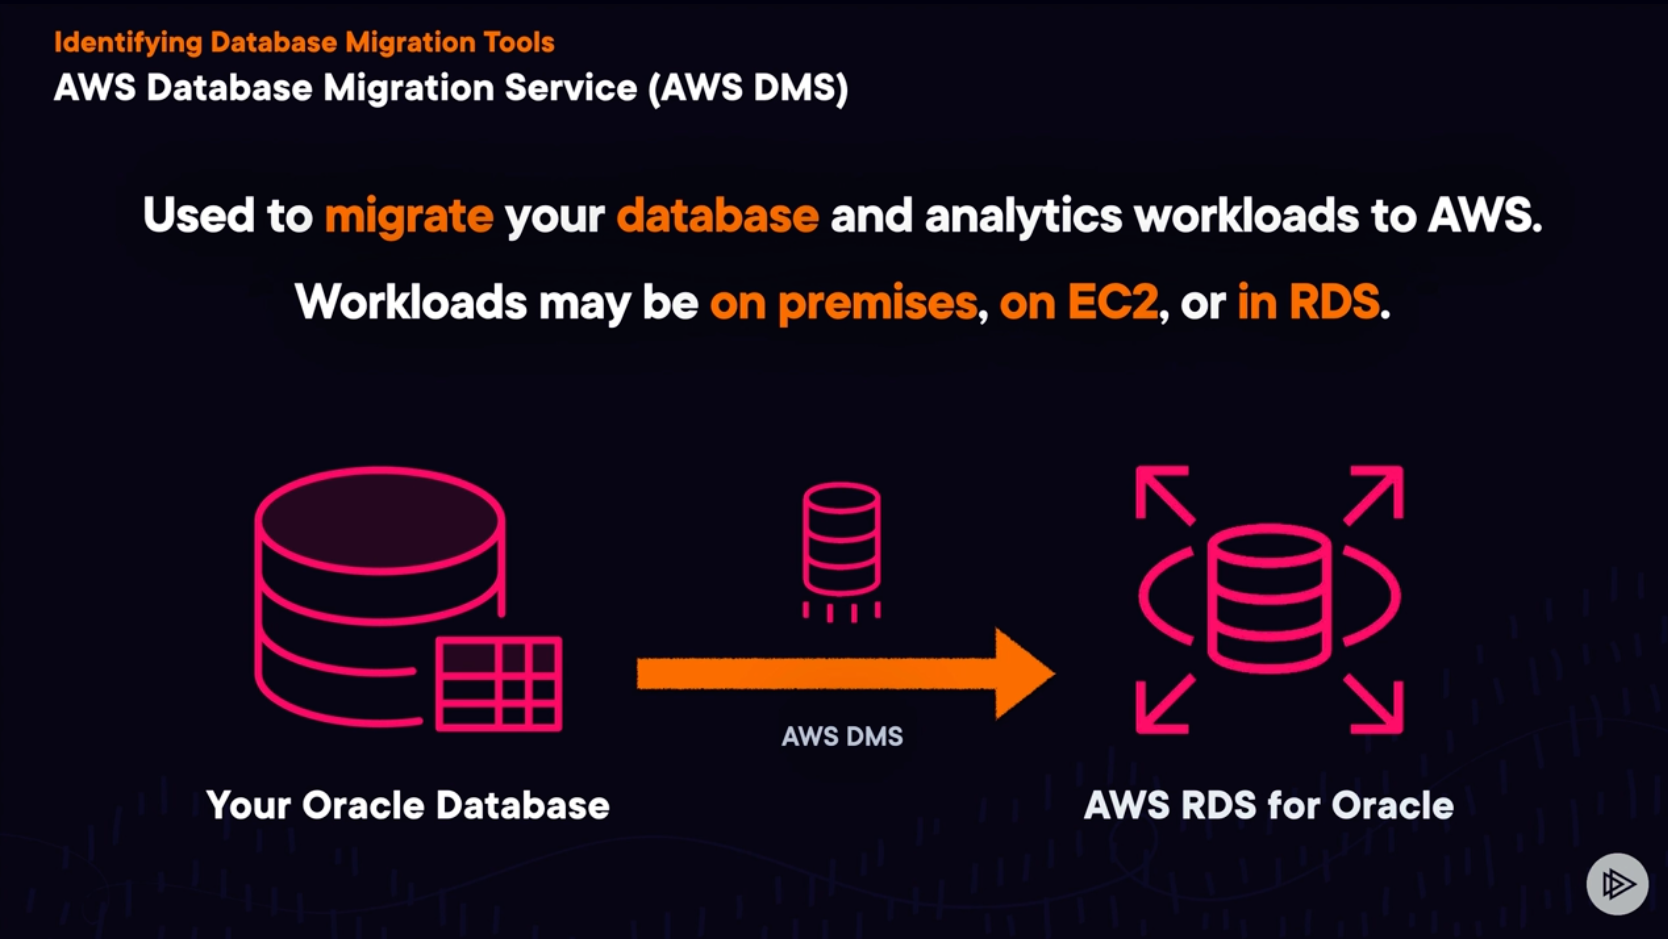 Identifying Database Migration Tools
AWS Database Migration Service (AWS DMS)
Used to migrate your database and analytics workloads to AWS.
Workloads may be on premises, on EC2, or in RDS.
AWS DMS
Your Oracle Database
AWS RDS for Oracle